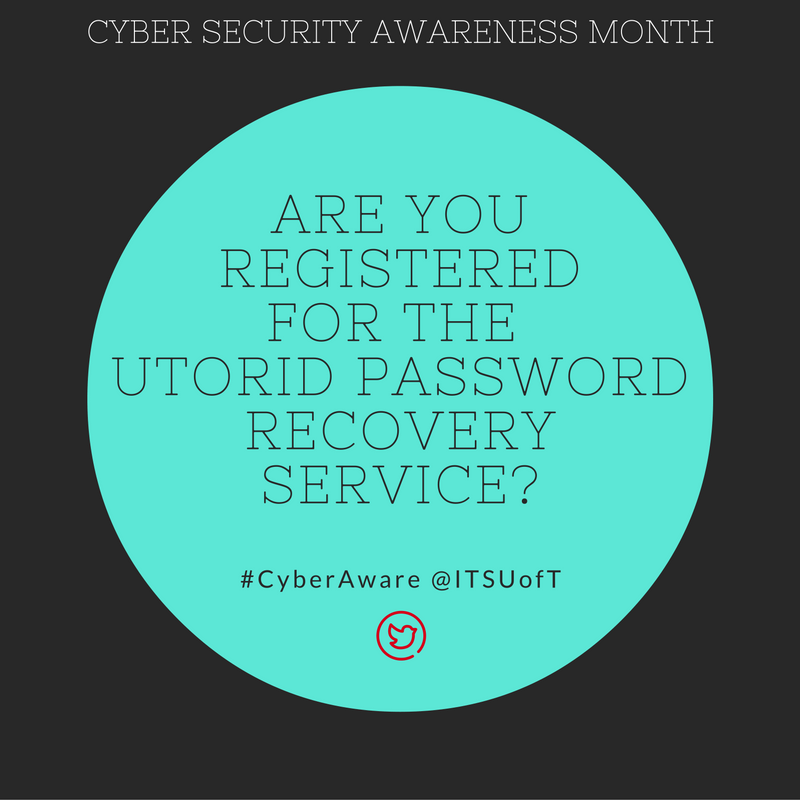 CYBER SECURITY AWARENESS MONTH
ARE YOU
REGISTERED
FOR THE
UTORID PASSWORD
RECOVERY
SERVICE?
#CyberAware @ITSUofT